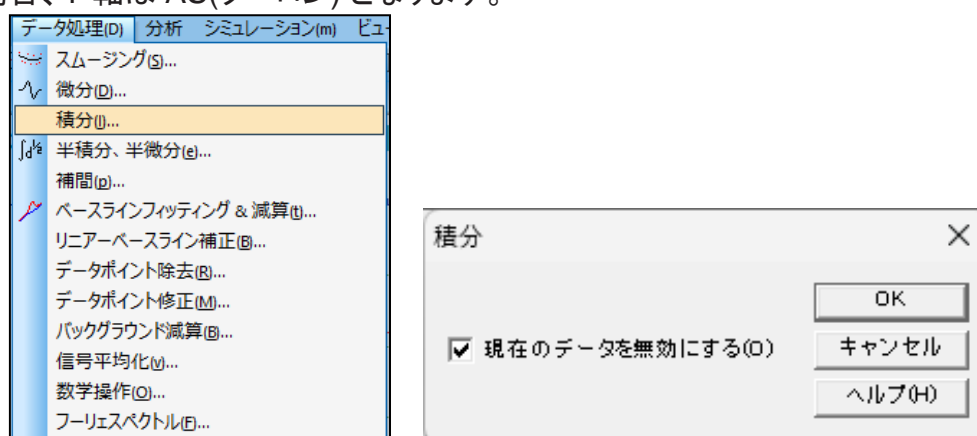 データ処理(D) 分析 シミュレーション(m) ビュ
スムージング(S)...
微分(D)...
積分(I)...
半積分、半微分(e)...
補間(p)...
ベースラインフィッティング & 減算(t)...
リニアーベースライン補正(B)...
データポイント除去(R)...
データポイント修正(M)...
バックグラウンド減算(B)...
信号平均化(v)...
数学操作(O)...
フーリェスペクトル(F)...
積分
OK
現在のデータを無効にする(O)
キャンセル
ヘルプ(H)